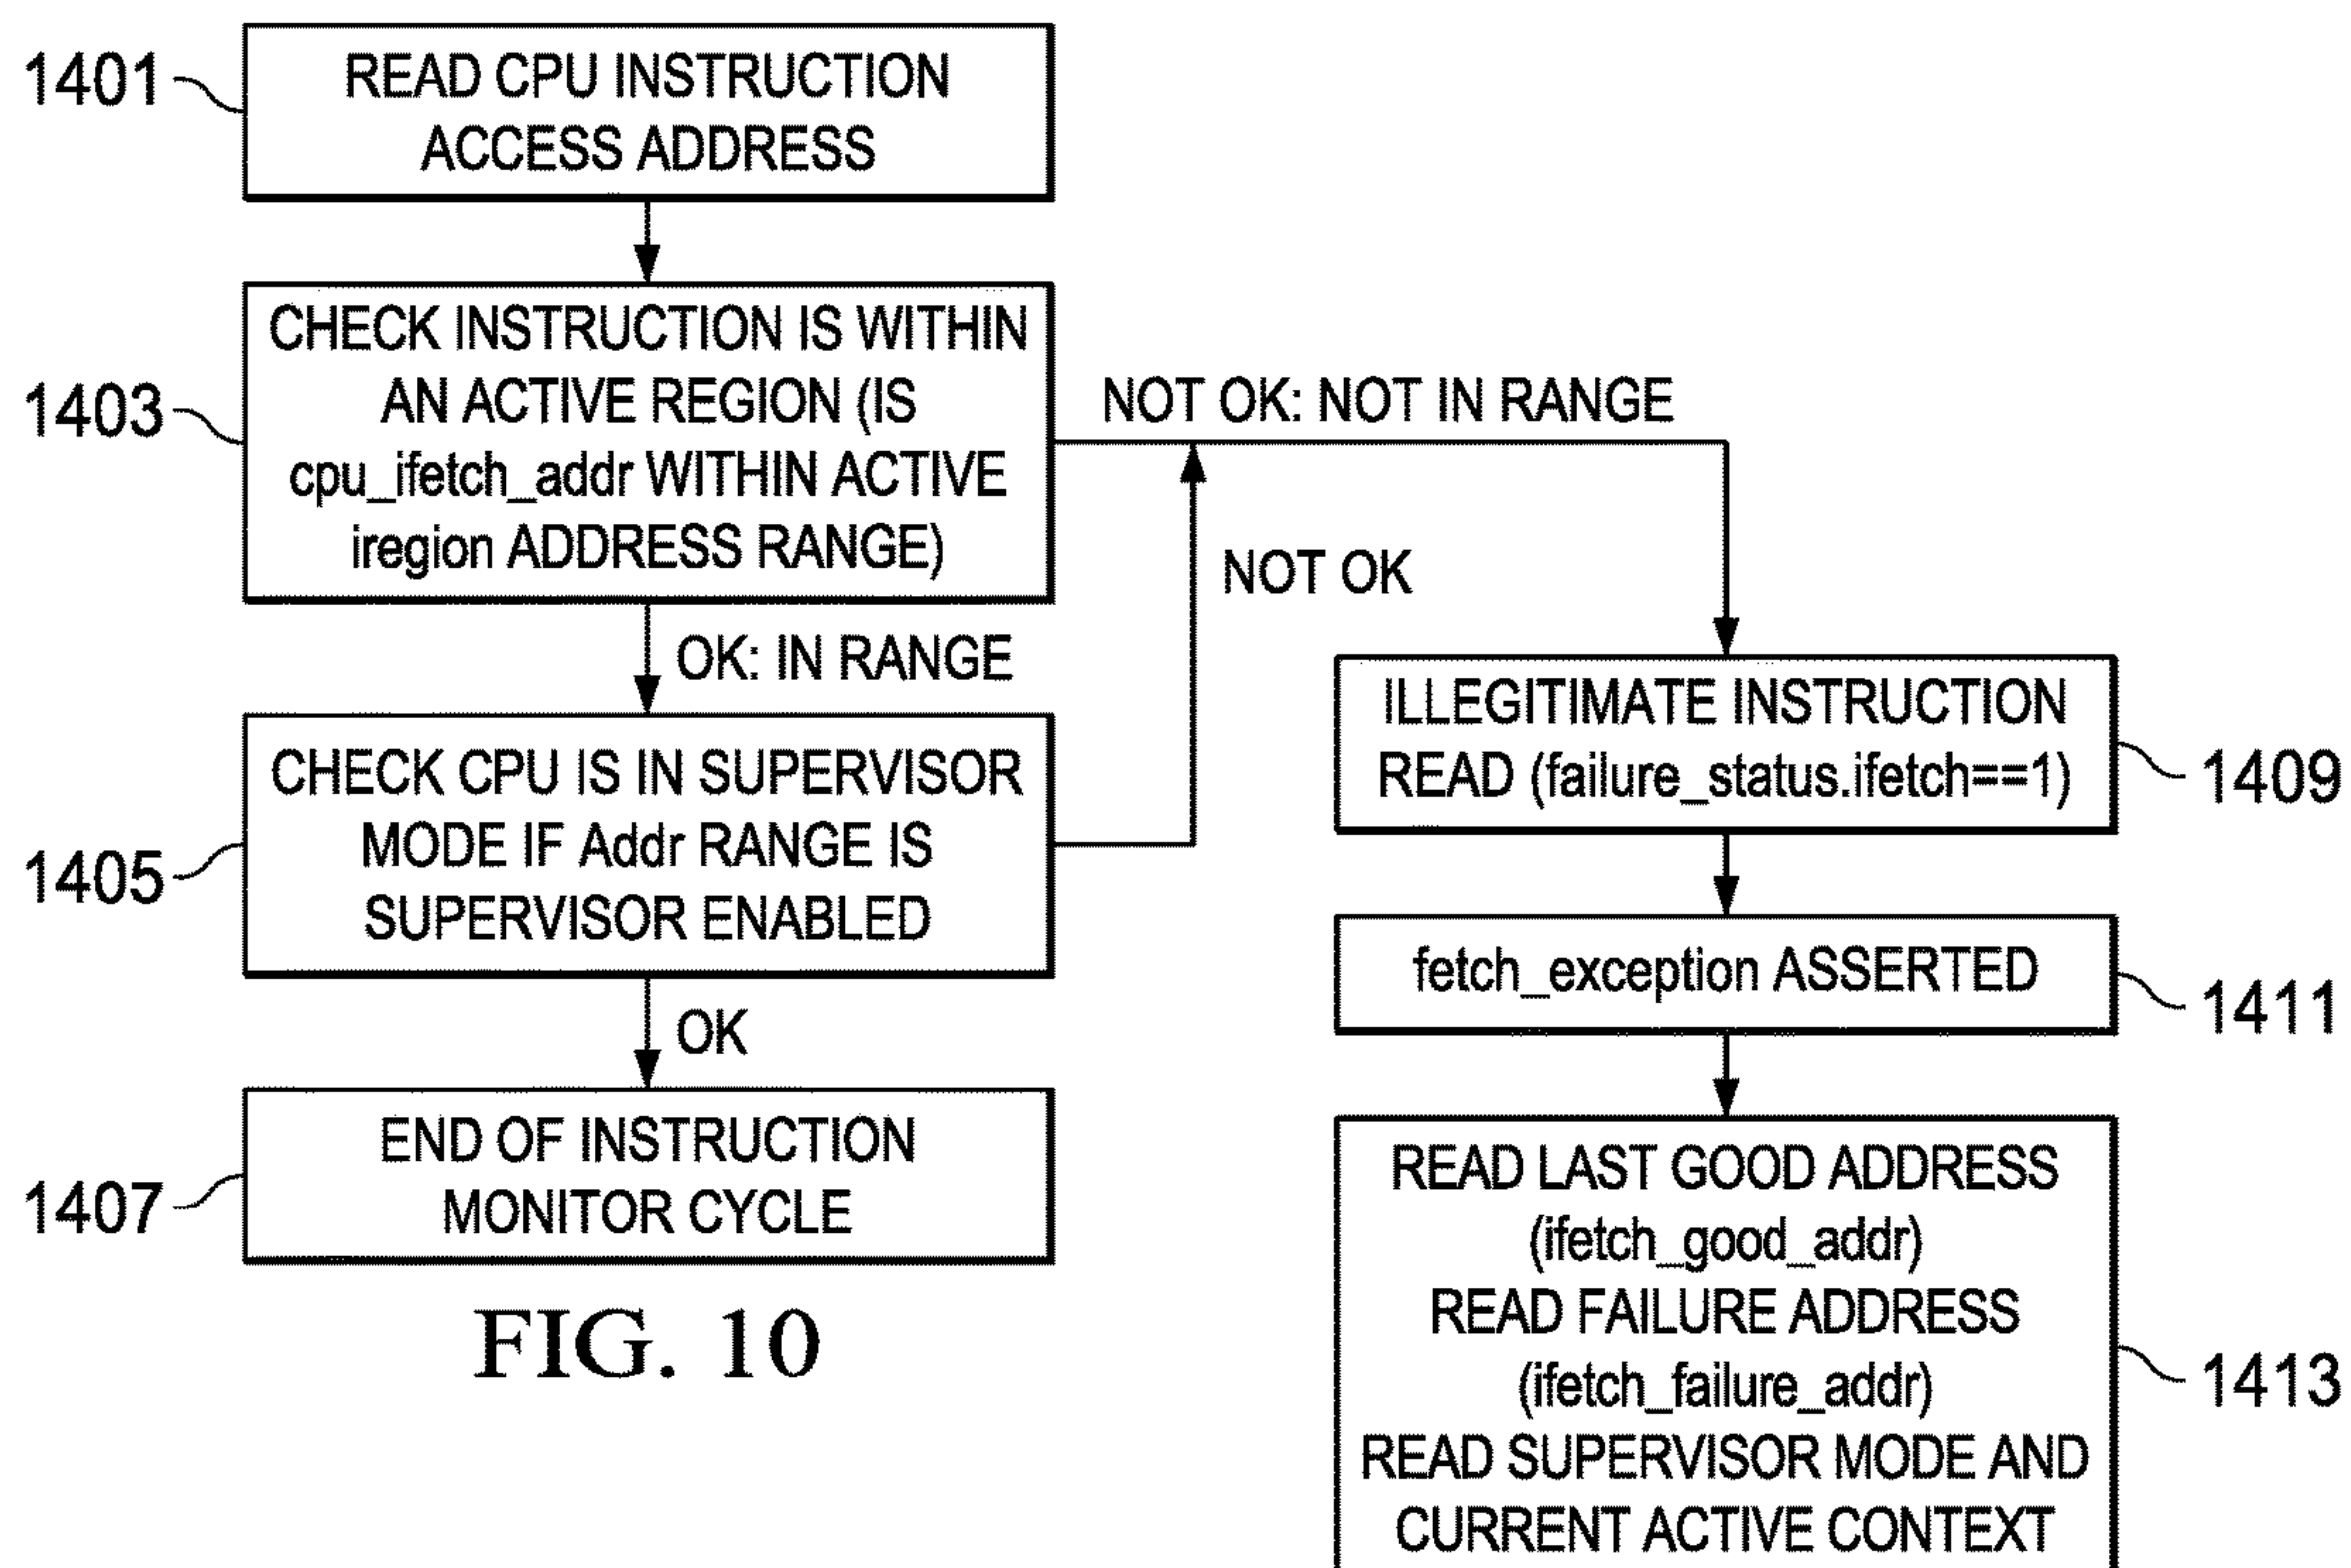 1401
READ CPU INSTRUCTION
ACCESS ADDRESS
1403
CHECK INSTRUCTION IS WITHIN
AN ACTIVE REGION (IS
cpu_ifetch_addr WITHIN ACTIVE
iregion ADDRESS RANGE)
NOT OK: NOT IN RANGE
NOT OK
OK: IN RANGE
1405
CHECK CPU IS IN SUPERVISOR
MODE IF Addr RANGE IS
SUPERVISOR ENABLED
OK
1407
END OF INSTRUCTION
MONITOR CYCLE
ILLEGITIMATE INSTRUCTION
READ (failure_status.ifetch==1)
1409
fetch_exception ASSERTED
1411
READ LAST GOOD ADDRESS
(ifetch_good_addr)
READ FAILURE ADDRESS
(ifetch_failure_addr)
READ SUPERVISOR MODE AND
CURRENT ACTIVE CONTEXT
1413
FIG. 10